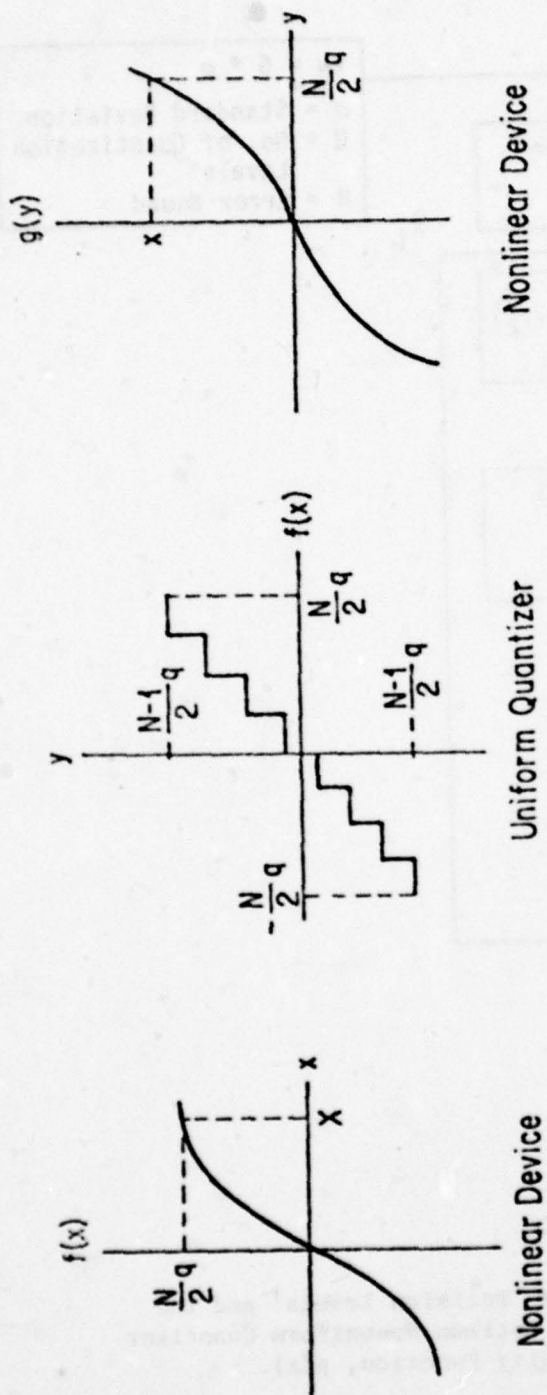 f(x)
N/2 q
x
X
Nonlinear Device
y
N-1/2 q
f(x)
N/2 q
-N/2 q
-N-1/2 q
Uniform Quantizer
g(y)
X
y
N/2 q
Nonlinear Device